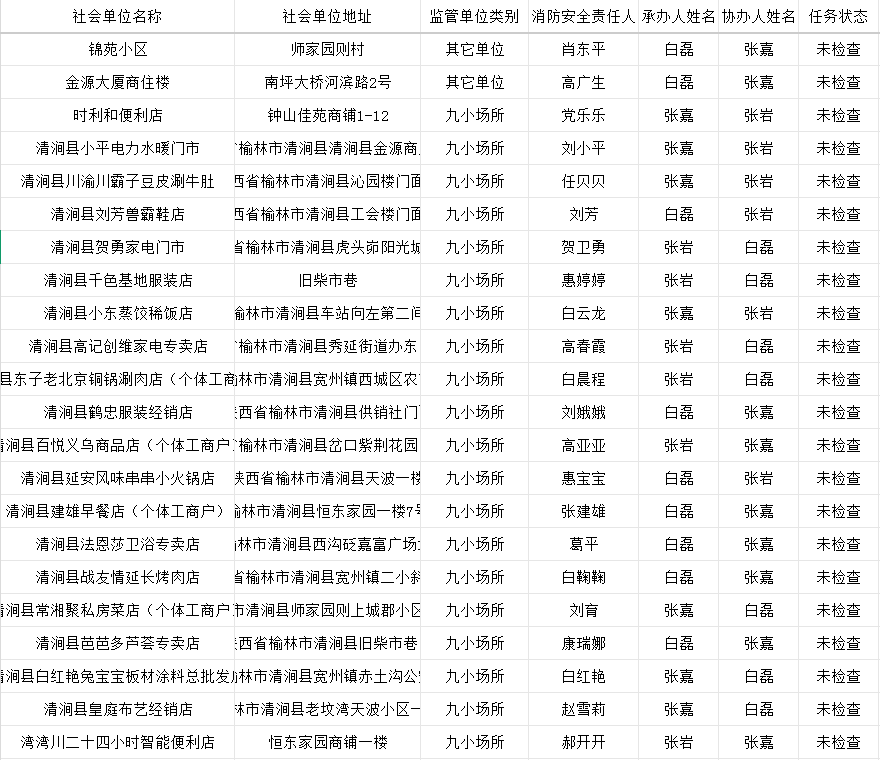 社会单位名称 社会单位地址 监管单位类别 消防安全责任人 承办人姓名 协办人姓名 任务状态
锦苑小区 师家园则村 其它单位 肖东平 白磊 张嘉 未检查
金源大厦商住楼 南坪大桥河滨路2号 其它单位 高广生 白磊 张嘉 未检查
时利和便利店 钟山佳苑商铺1-12 九小场所 党乐乐 张嘉 张岩 未检查
清涧县小平电力水暖门市 榆林市清涧县清涧县金源商 九小场所 刘小平 张嘉 张岩 未检查
清涧县川渝川霸子豆皮涮牛肚 西省榆林市清涧县沁园楼门面 九小场所 任贝贝 张嘉 张岩 未检查
清涧县刘芳兽霸鞋店 西省榆林市清涧县工会楼门面 九小场所 刘芳 白磊 张岩 未检查
清涧县贺勇家电门市 省榆林市清涧县虎头峁阳光城 九小场所 贺卫勇 张岩 白磊 未检查
清涧县千色基地服装店 旧柴市巷 九小场所 惠婷婷 张岩 白磊 未检查
清涧县小东蒸饺稀饭店 榆林市清涧县车站向左第二间 九小场所 白云龙 张嘉 张岩 未检查
清涧县高记创维家电专卖店 榆林市清涧县秀延街道办东 九小场所 高春霞 张岩 白磊 未检查
县东子老北京铜锅涮肉店（个体工商 林市清涧县宽州镇西城区农 九小场所 白晨程 张岩 白磊 未检查
清涧县鹤忠服装经销店 西省榆林市清涧县供销社门 九小场所 刘娥娥 白磊 张嘉 未检查
清涧县百悦义乌商品店（个体工商户 榆林市清涧县岔口紫荆花园 九小场所 高亚亚 张岩 张嘉 未检查
清涧县延安风味串串小火锅店 陕西省榆林市清涧县天波一楼 九小场所 惠宝宝 白磊 张岩 未检查
清涧县建雄早餐店（个体工商户） 榆林市清涧县恒东家园一楼7号 九小场所 张建雄 白磊 张嘉 未检查
清涧县法恩莎卫浴专卖店 林市清涧县西沟砭嘉富广场 九小场所 葛平 白磊 张嘉 未检查
清涧县战友情延长烤肉店 省榆林市清涧县宽州镇二小斜 九小场所 白鞠鞠 白磊 张嘉 未检查
清涧县常湘聚私房菜店（个体工商户 市清涧县师家园则上城郡小区 九小场所 刘育 张嘉 白磊 未检查
清涧县芭芭多芦荟专卖店 西省榆林市清涧县旧柴市巷 九小场所 康瑞娜 白磊 张嘉 未检查
清涧县白红艳兔宝宝板材涂料总批发 林市清涧县宽州镇赤土沟公 九小场所 白红艳 张嘉 白磊 未检查
清涧县皇庭布艺经销店 林市清涧县老坟湾天波小区一 九小场所 赵雪莉 张嘉 白磊 未检查
湾湾川二十四小时智能便利店 恒东家园商铺一楼 九小场所 郝开开 张岩 张嘉 未检查